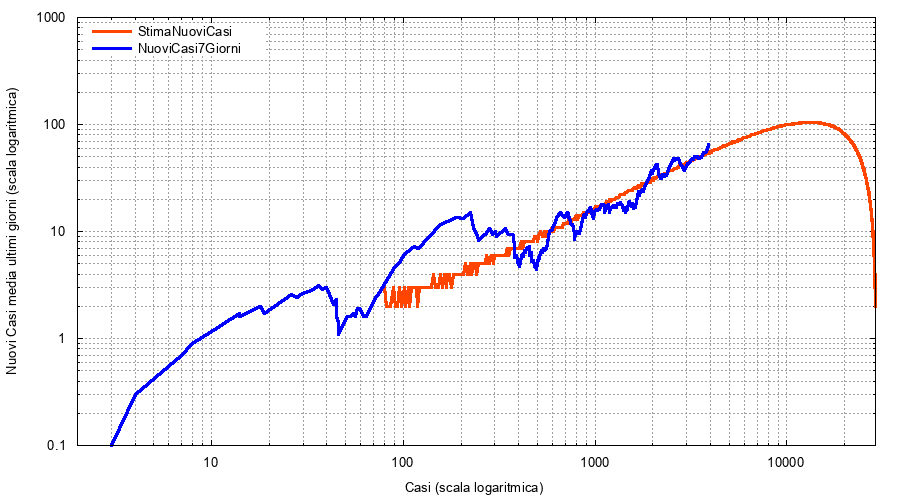 1000
100
10
1
0.1
Nuovi Casi media ultimi giorni (scala logaritmica)
StimaNuoviCasi
NuoviCasi7Giorni
10
100
1000
10000
Casi (scala logaritmica)